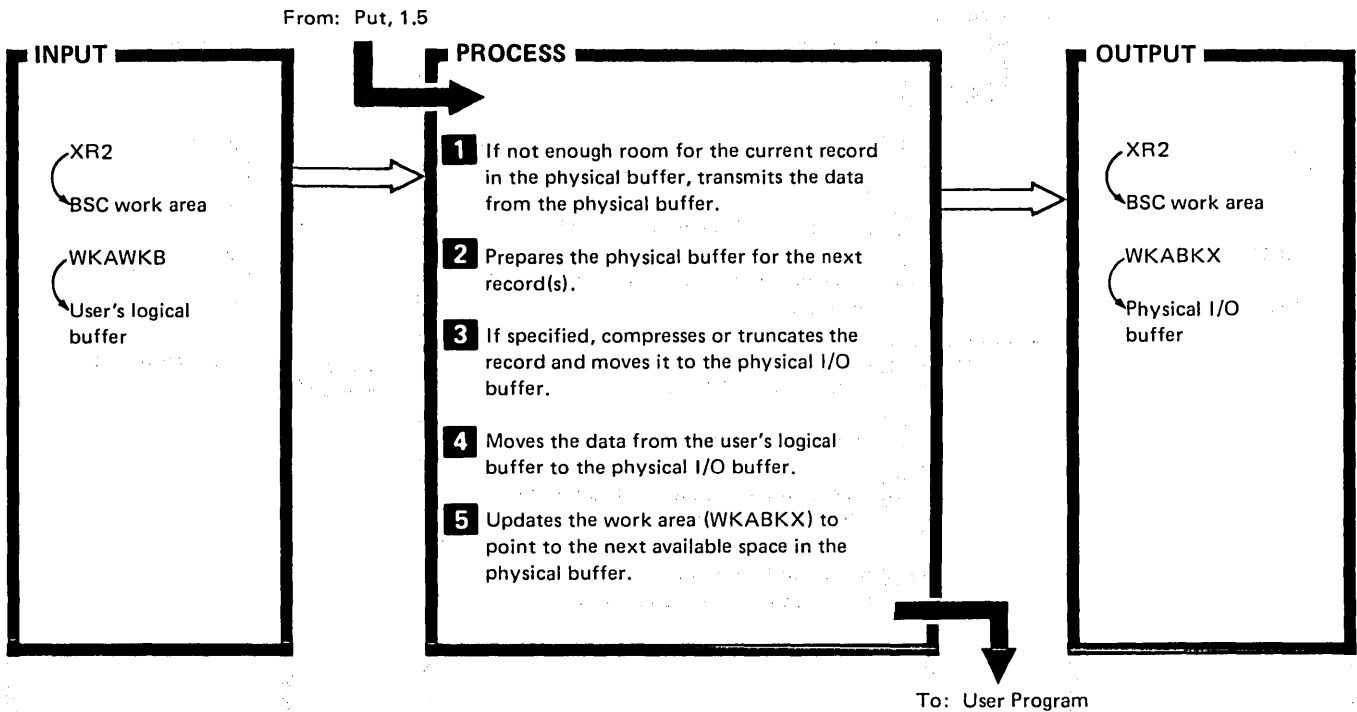 From: Put, 1.5
INPUT
XR2
BSC work area
WKAWKB
User's logical
buffer
PROCESS
1 If not enough room for the current record
in the physical buffer, transmits the data
from the physical buffer.
2 Prepares the physical buffer for the next
record(s).
3 If specified, compresses or truncates the
record and moves it to the physical I/O
buffer.
4 Moves the data from the user's logical
buffer to the physical I/O buffer.
5 Updates the work area (WKABKX) to
point to the next available space in the
physical buffer.
OUTPUT
XR2
BSC work area
WKABKX
Physical I/O
buffer
To: User Program